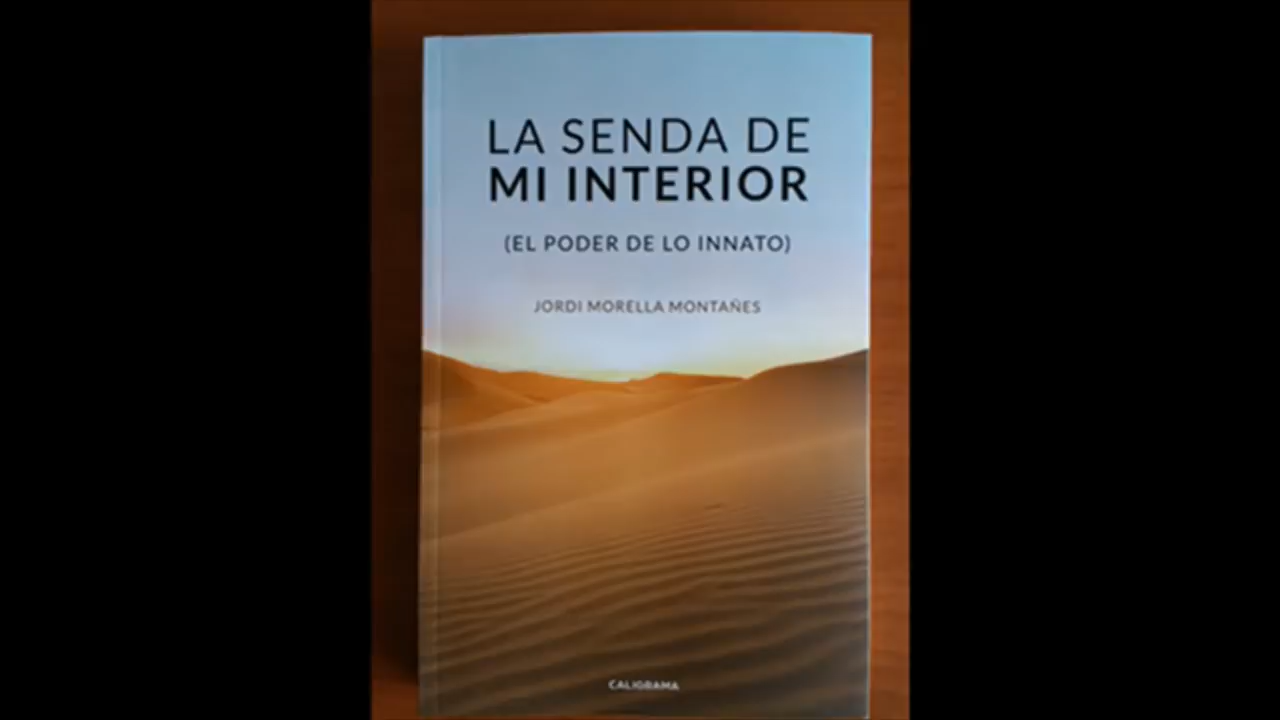 LA SENDA DE
MI INTERIOR
(EL PODER DE LO INNATO)
JORDI MORELLA MONTAÑES
CALIGRAMA